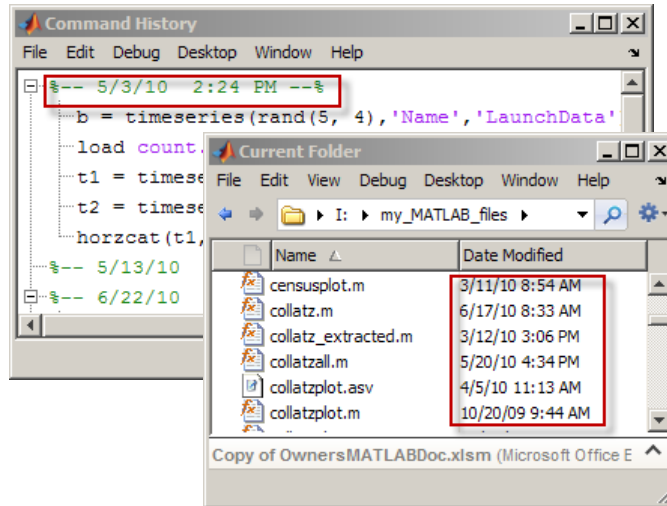 Command History
File Edit Debug Desktop Window Help
%-- 5/3/10 2:24 PM --%
b = timeseries(rand(5, 4),'Name','LaunchData'
load count.
t1 = timese
t2 = timese
horzcat(t1,
%-- 5/13/10
%-- 6/22/10
Current Folder
File Edit View Debug Desktop Window Help
I: my_MATLAB_files
Name Date Modified
censusplot.m 3/11/10 8:54 AM
collatz.m 6/17/10 8:33 AM
collatz_extracted.m 3/12/10 3:06 PM
collatzall.m 5/20/10 4:34 PM
collatzplot.asv 4/5/10 11:13 AM
collatzplot.m 10/20/09 9:44 AM
Copy of OwnersMATLABDoc.xlsm (Microsoft Office E